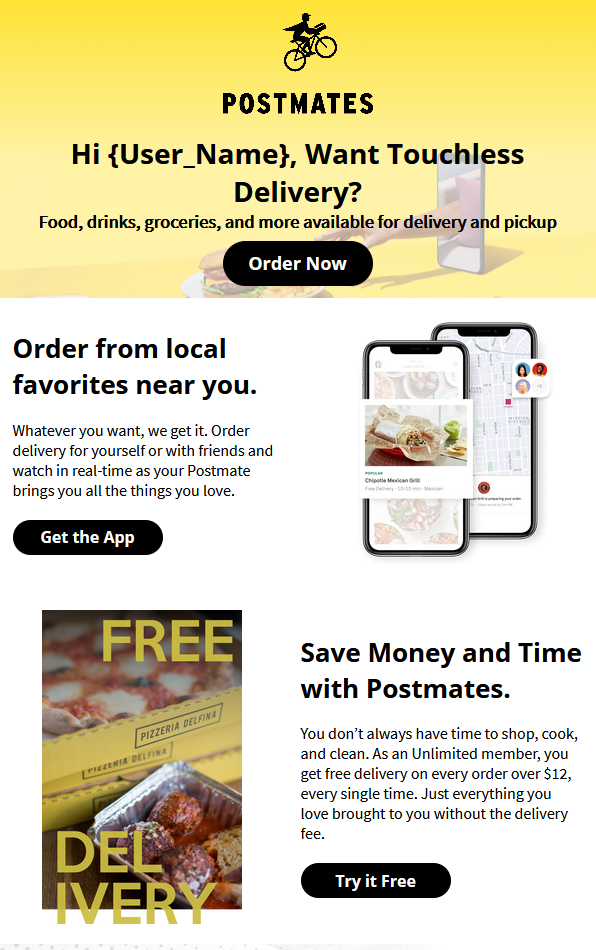 POSTMATES
Hi {User_Name}, Want Touchless
Delivery?
Food, drinks, groceries, and more available for delivery and pickup
Order Now
Order from local
favorites near you.
Whatever you want, we get it. Order
delivery for yourself or with friends and
watch in real-time as your Postmate
brings you all the things you love.
Get the App
POPULAR
Chipotle Mexican Grill
Free Delivery · 10-15 min · Mexican
+2
Grill is preparing your order.
FREE
PIZZERIA DELFINA
PIZZERIA DELFINA
DEL
IVERY
Save Money and Time
with Postmates.
You don’t always have time to shop, cook,
and clean. As an Unlimited member, you
get free delivery on every order over $12,
every single time. Just everything you
love brought to you without the delivery
fee.
Try it Free